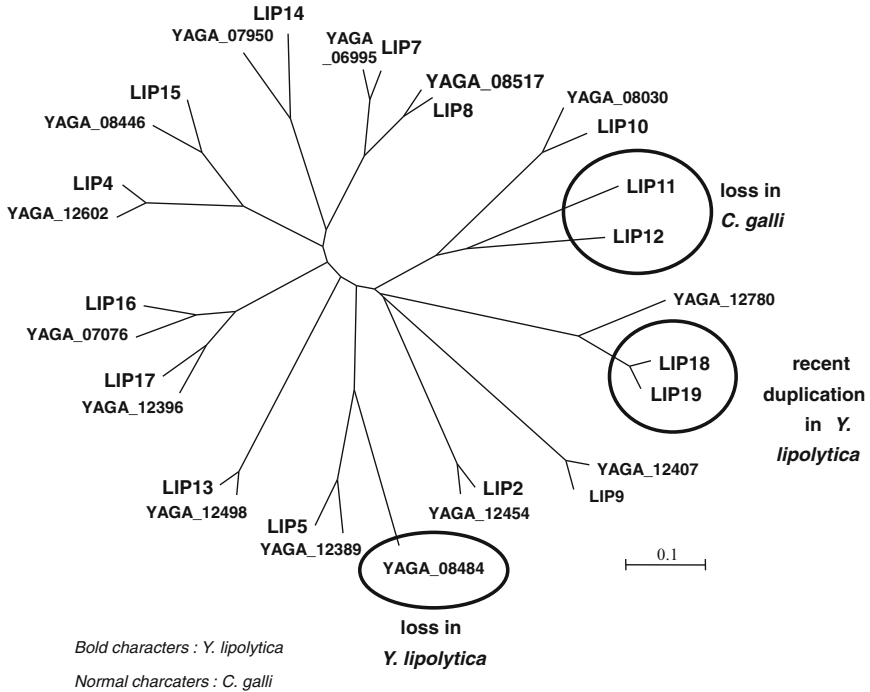 LIP14
YAGA_07950
YAGA
_06995
LIP7
YAGA_08517
LIP8
LIP15
YAGA_08446
YAGA_08030
LIP10
LIP4
YAGA_12602
LIP11
LIP12
loss in
C. galli
LIP16
YAGA_07076
LIP17
YAGA_12396
YAGA_12780
LIP18
LIP19
recent
duplication
in Y.
lipolytica
LIP13
YAGA_12498
LIP5
YAGA_12389
LIP2
YAGA_12454
YAGA_12407
LIP9
YAGA_08484
0.1
loss in
Y. lipolytica
Bold characters : Y. lipolytica
Normal charcaters : C. galli